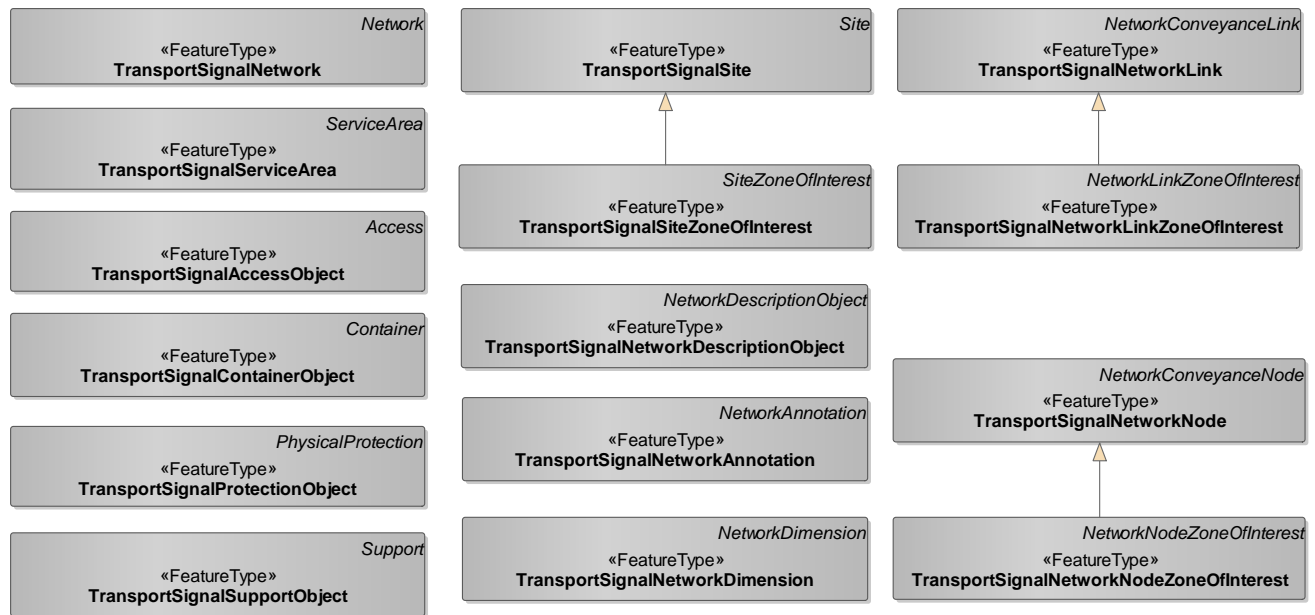 Network
«FeatureType»
TransportSignalNetwork
ServiceArea
«FeatureType»
TransportSignalServiceArea
Access
«FeatureType»
TransportSignalAccessObject
Container
«FeatureType»
TransportSignalContainerObject
PhysicalProtection
«FeatureType»
TransportSignalProtectionObject
Support
«FeatureType»
TransportSignalSupportObject
Site
«FeatureType»
TransportSignalSite
SiteZoneOfInterest
«FeatureType»
TransportSignalSiteZoneOfInterest
NetworkDescriptionObject
«FeatureType»
TransportSignalNetworkDescriptionObject
NetworkAnnotation
«FeatureType»
TransportSignalNetworkAnnotation
NetworkDimension
«FeatureType»
TransportSignalNetworkDimension
NetworkConveyanceLink
«FeatureType»
TransportSignalNetworkLink
NetworkLinkZoneOfInterest
«FeatureType»
TransportSignalNetworkLinkZoneOfInterest
NetworkConveyanceNode
«FeatureType»
TransportSignalNetworkNode
NetworkNodeZoneOfInterest
«FeatureType»
TransportSignalNetworkNodeZoneOfInterest